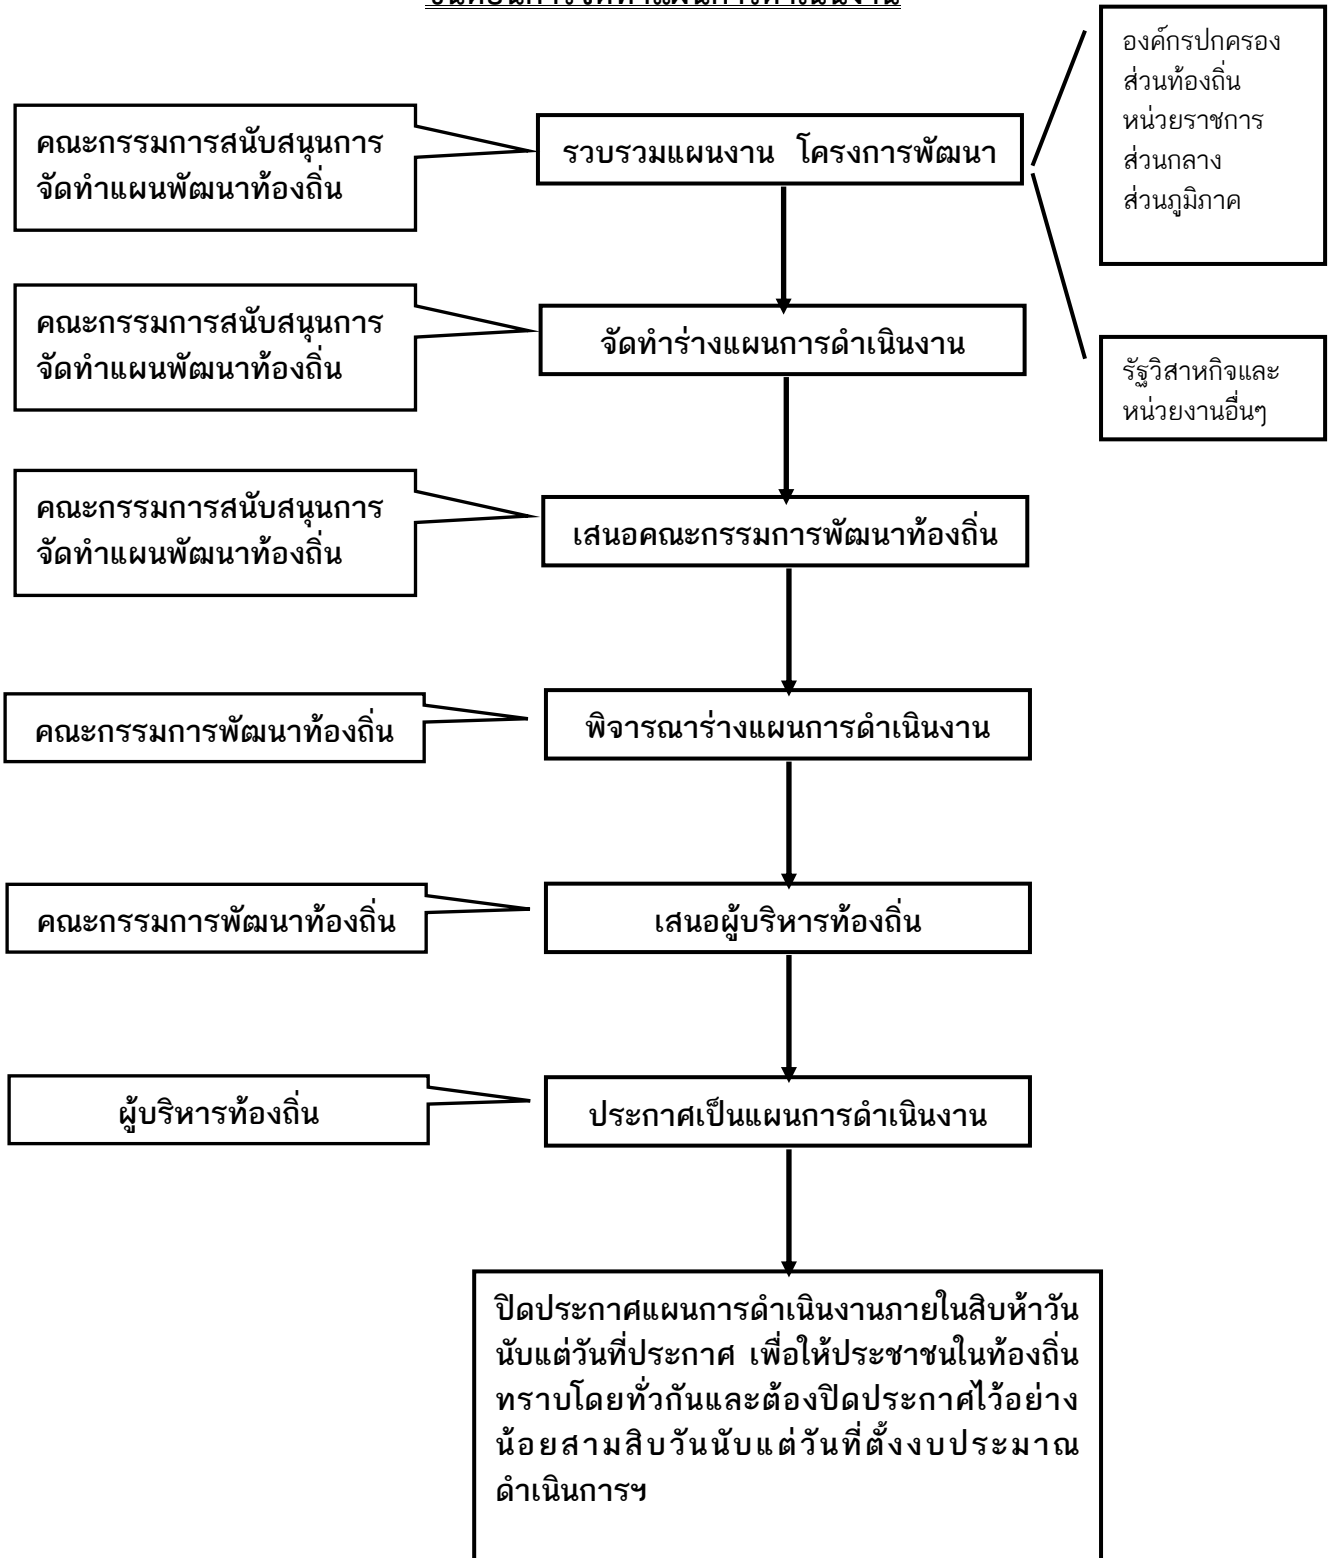 องค์กรปกครอง
ส่วนท้องถิ่น
หน่วยราชการ
ส่วนกลาง
ส่วนภูมิภาค
คณะกรรมการสนับสนุนการ
จัดทำแผนพัฒนาท้องถิ่น
รวบรวมแผนงาน โครงการพัฒนา
คณะกรรมการสนับสนุนการ
จัดทำแผนพัฒนาท้องถิ่น
จัดทำร่างแผนการดำเนินงาน
รัฐวิสาหกิจและ
หน่วยงานอื่นๆ
คณะกรรมการสนับสนุนการ
จัดทำแผนพัฒนาท้องถิ่น
เสนอคณะกรรมการพัฒนาท้องถิ่น
คณะกรรมการพัฒนาท้องถิ่น
พิจารณาร่างแผนการดำเนินงาน
คณะกรรมการพัฒนาท้องถิ่น
เสนอผู้บริหารท้องถิ่น
ผู้บริหารท้องถิ่น
ประกาศเป็นแผนการดำเนินงาน
ปิดประกาศแผนการดำเนินงานภายในสิบห้าวัน
นับแต่วันที่ประกาศ เพื่อให้ประชาชนในท้องถิ่น
ทราบโดยทั่วกันและต้องปิดประกาศไว้อย่าง
น้อยสามสิบวันนับแต่วันที่ตั้งงบประมาณ
ดำเนินการฯ